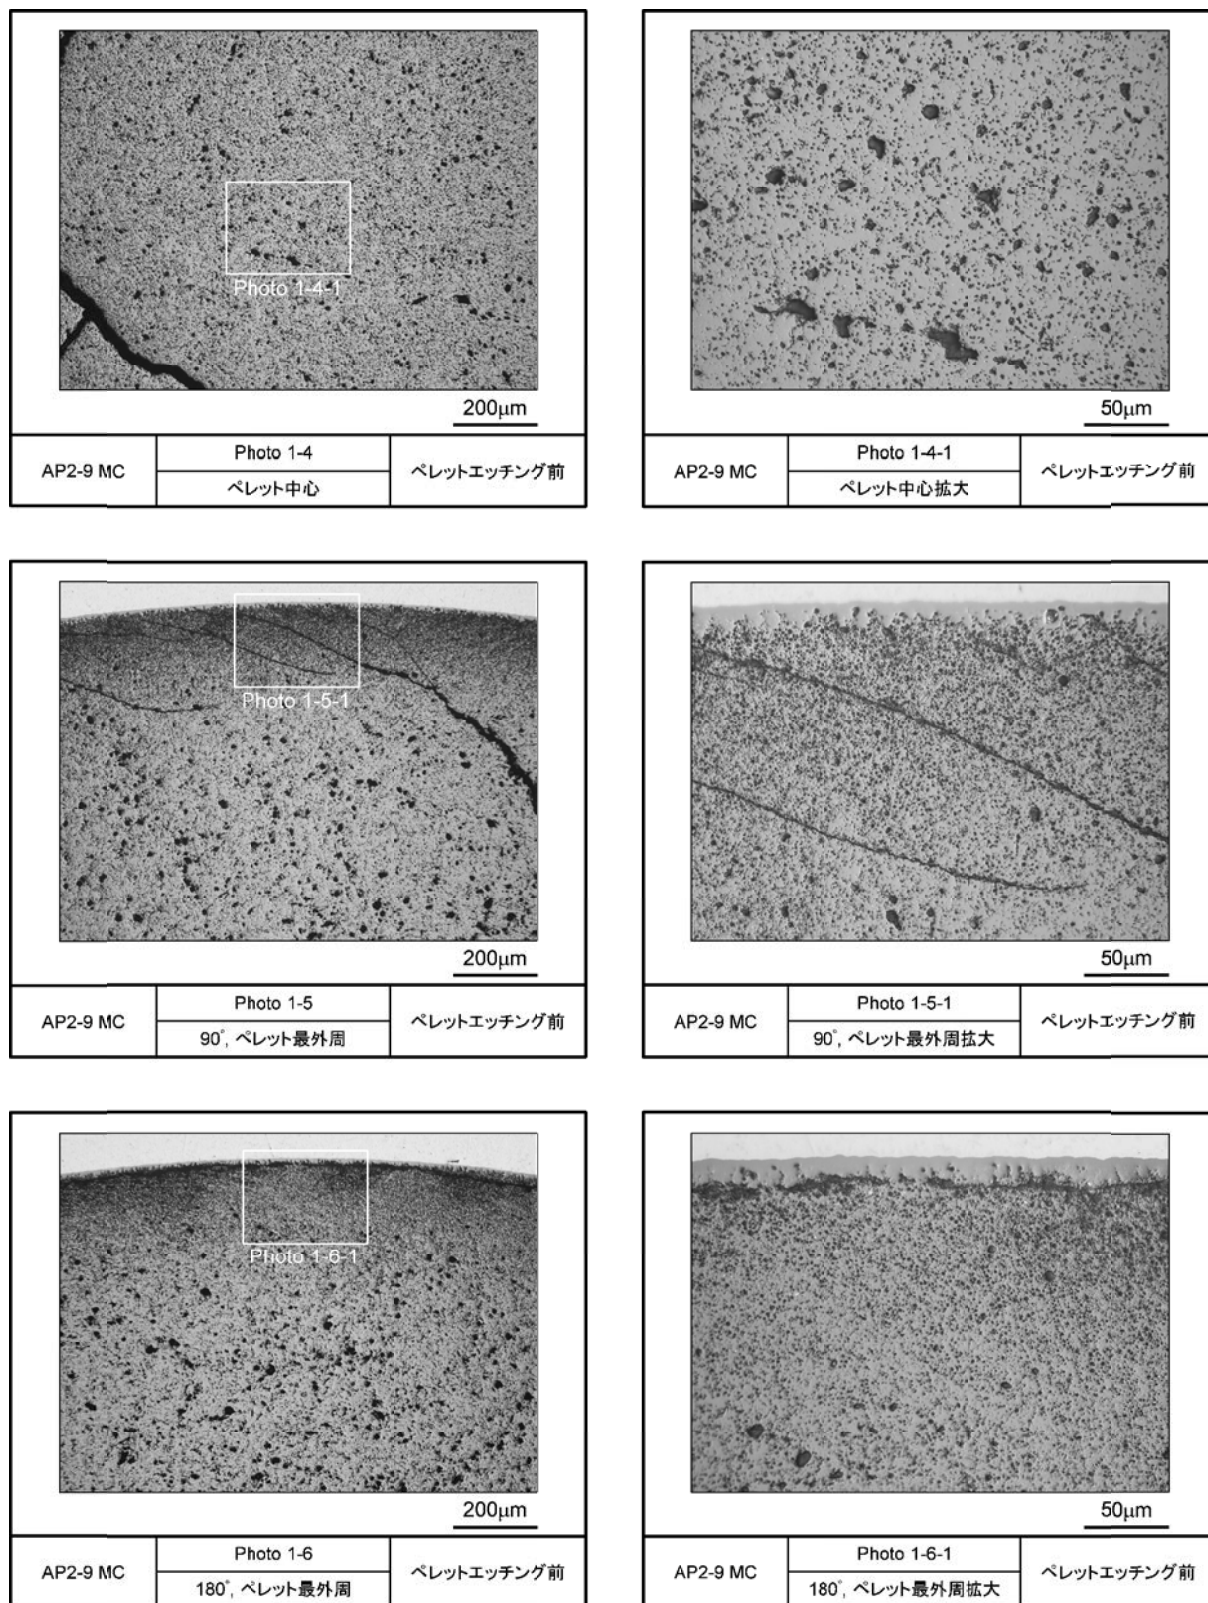 Photo 1-4-1
200μm
AP2-9 MC
Photo 1-4
ペレット中心
ペレットエッチング前
50μm
AP2-9 MC
Photo 1-4-1
ペレット中心拡大
ペレットエッチング前
Photo 1-5-1
200μm
AP2-9 MC
Photo 1-5
90°, ペレット最外周
ペレットエッチング前
50μm
AP2-9 MC
Photo 1-5-1
90°, ペレット最外周拡大
ペレットエッチング前
Photo 1-6-1
200μm
AP2-9 MC
Photo 1-6
180°, ペレット最外周
ペレットエッチング前
50μm
AP2-9 MC
Photo 1-6-1
180°, ペレット最外周拡大
ペレットエッチング前